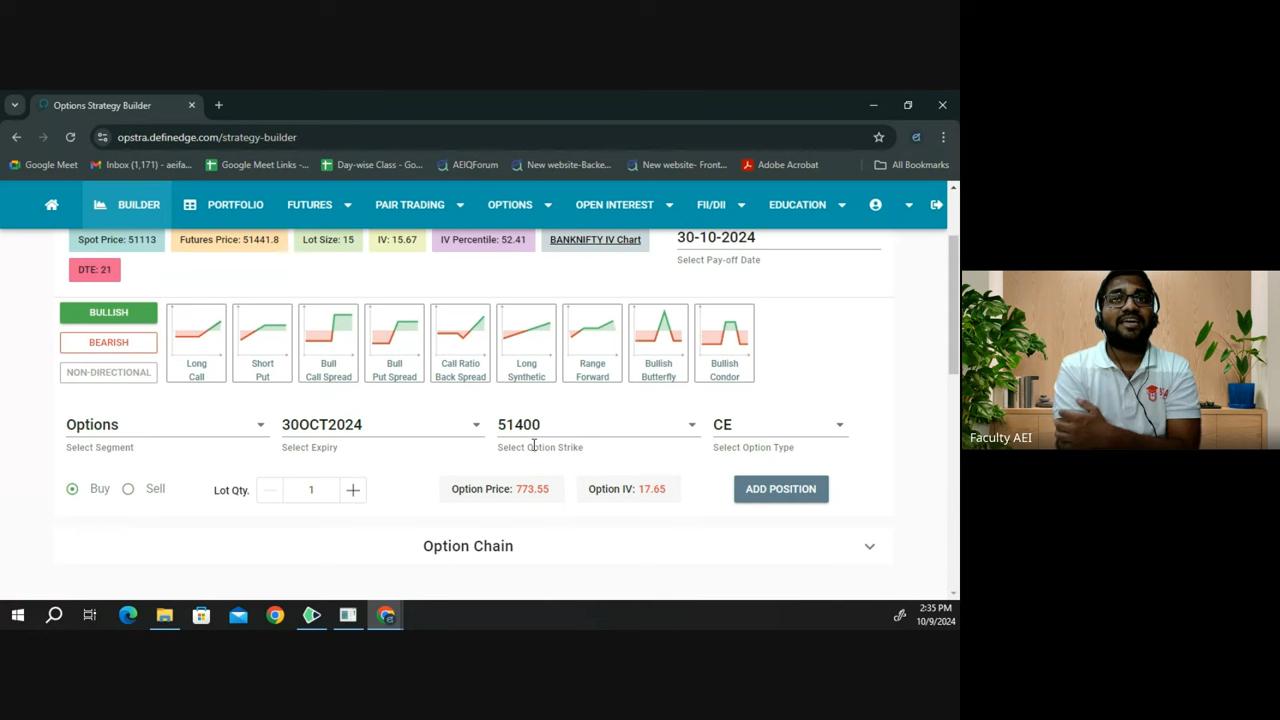 Options Strategy Builder
opstra.definedge.com/strategy-builder
Google Meet
Inbox (1,171) - aeifa...
Google Meet Links -...
Day-wise Class - Go...
AEIQForum
New website-Backe...
New website- Front...
Adobe Acrobat
All Bookmarks
BUILDER
PORTFOLIO
FUTURES
PAIR TRADING
OPTIONS
OPEN INTEREST
FII/DII
EDUCATION
Spot Price: 51113
Futures Price: 51441.8
Lot Size: 15
IV: 15.67
IV Percentile: 52.41
BANKNIFTY IV Chart
30-10-2024
Select Pay-off Date
DTE: 21
BULLISH
BEARISH
NON-DIRECTIONAL
Long
Call
Short
Put
Bull
Call Spread
Bull
Put Spread
Call Ratio
Back Spread
Long
Synthetic
Range
Forward
Bullish
Butterfly
Bullish
Condor
Options
Select Segment
30OCT2024
Select Expiry
51400
Select Option Strike
CE
Select Option Type
Buy
Sell
Lot Qty.
1
Option Price: 773.55
Option IV: 17.65
ADD POSITION
Option Chain
2:35 PM
10/9/2024
Faculty AEI